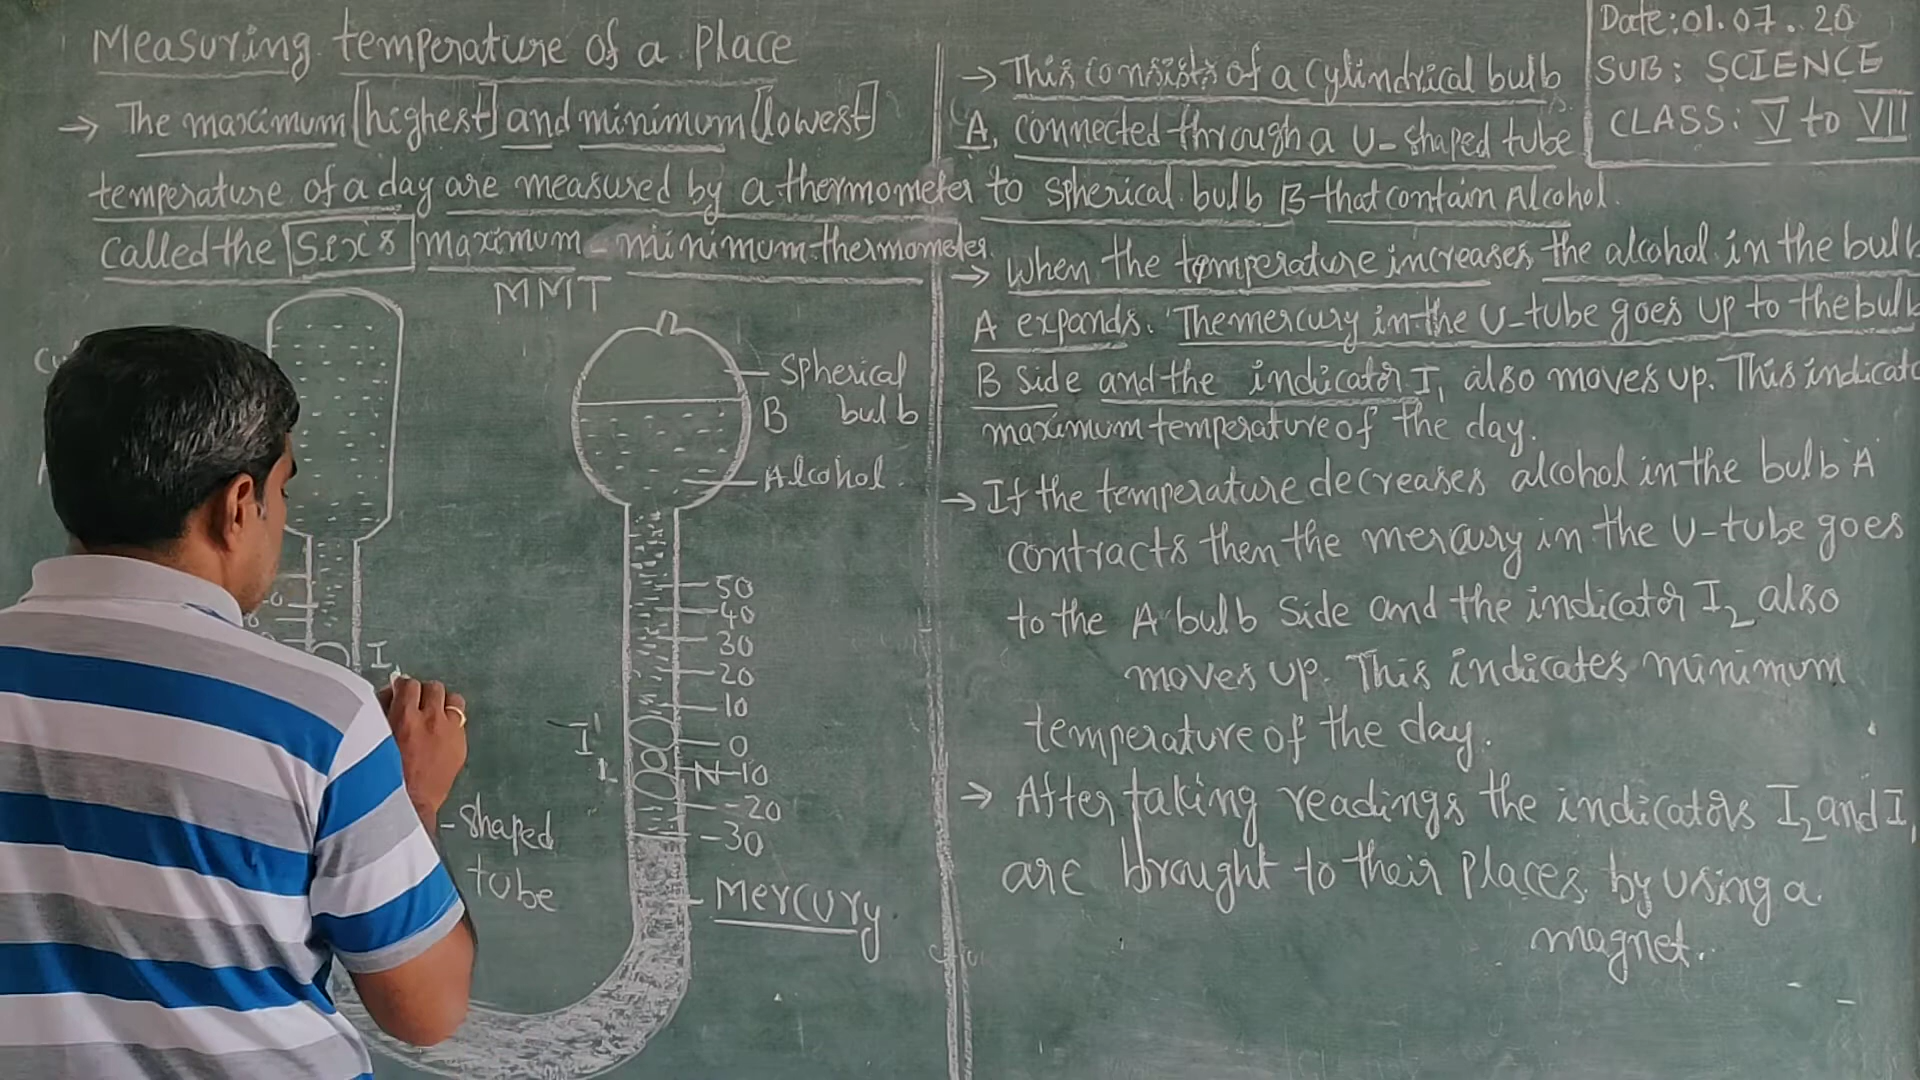 Measuring temperature of a place
→ The maximum [highest] and minimum [lowest]
temperature of a day are measured by a thermometer
called the Six's maximum-minimum thermometer.
MMT
Spherical
B bulb
Alcohol.
50
40
30
20
10
0
-10
-20
-30
I
I
-shaped
tube
Mercury
Date: 01.07..20
SUB: SCIENCE
CLASS: V to VII
→ This consists of a cylindrical bulb
A, connected through a U-shaped tube
to spherical bulb B that contain Alcohol.
→ when the temperature increases, the alcohol in the bulb
A expands. The mercury in the U-tube goes up to the bulb
B side and the indicator I1 also moves up. This indicat
maximum temperature of the day.
→ If the temperature decreases alcohol in the bulb A
contracts then the mercury in the U-tube goes
to the A bulb side and the indicator I2 also
moves up. This indicates minimum
temperature of the day.
→ After taking readings the indicators I2 and I1
are brought to their places by using a
magnet.